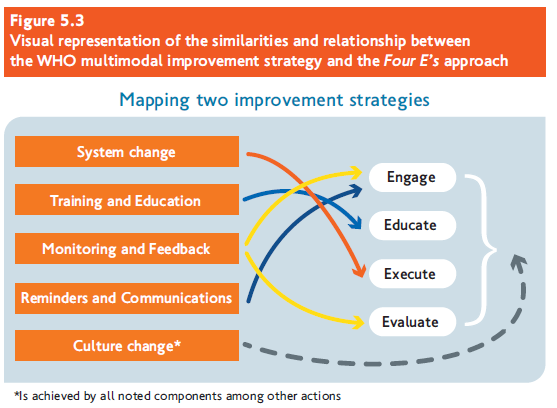 Figure 5.3
Visual representation of the similarities and relationship between
the WHO multimodal improvement strategy and the Four E's approach
Mapping two improvement strategies
System change
Training and Education
Monitoring and Feedback
Reminders and Communications
Culture change*
Engage
Educate
Execute
Evaluate
*Is achieved by all noted components among other actions